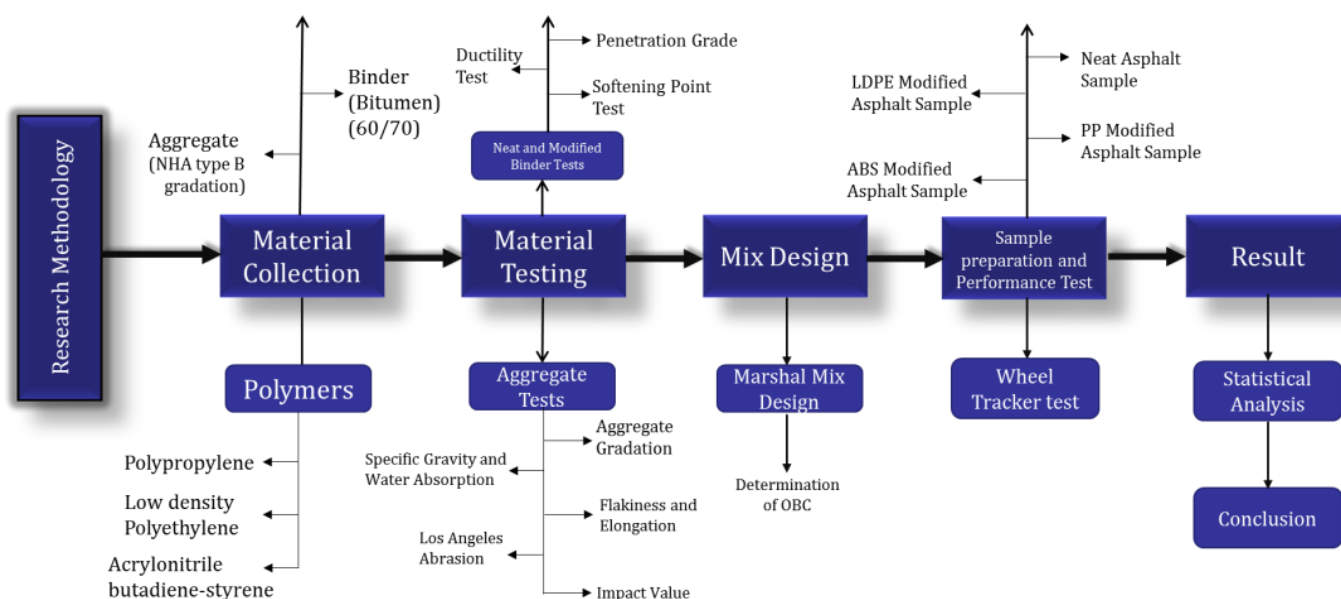 Research Methodology
Aggregate
(NHA type B
gradation)
Binder
(Bitumen)
(60/70)
Material
Collection
Polymers
Polypropylene
Low density
Polyethylene
Acrylonitrile
butadiene-styrene
Ductility
Test
Penetration Grade
Softening Point
Test
Neat and Modified
Binder Tests
Material
Testing
Aggregate
Tests
Aggregate
Gradation
Specific Gravity and
Water Absorption
Flakiness and
Elongation
Los Angeles
Abrasion
Impact Value
Mix Design
Marshal Mix
Design
Determination
of OBC
Neat Asphalt
Sample
LDPE Modified
Asphalt Sample
PP Modified
Asphalt Sample
ABS Modified
Asphalt Sample
Sample
preparation and
Performance Test
Wheel
Tracker test
Result
Statistical
Analysis
Conclusion